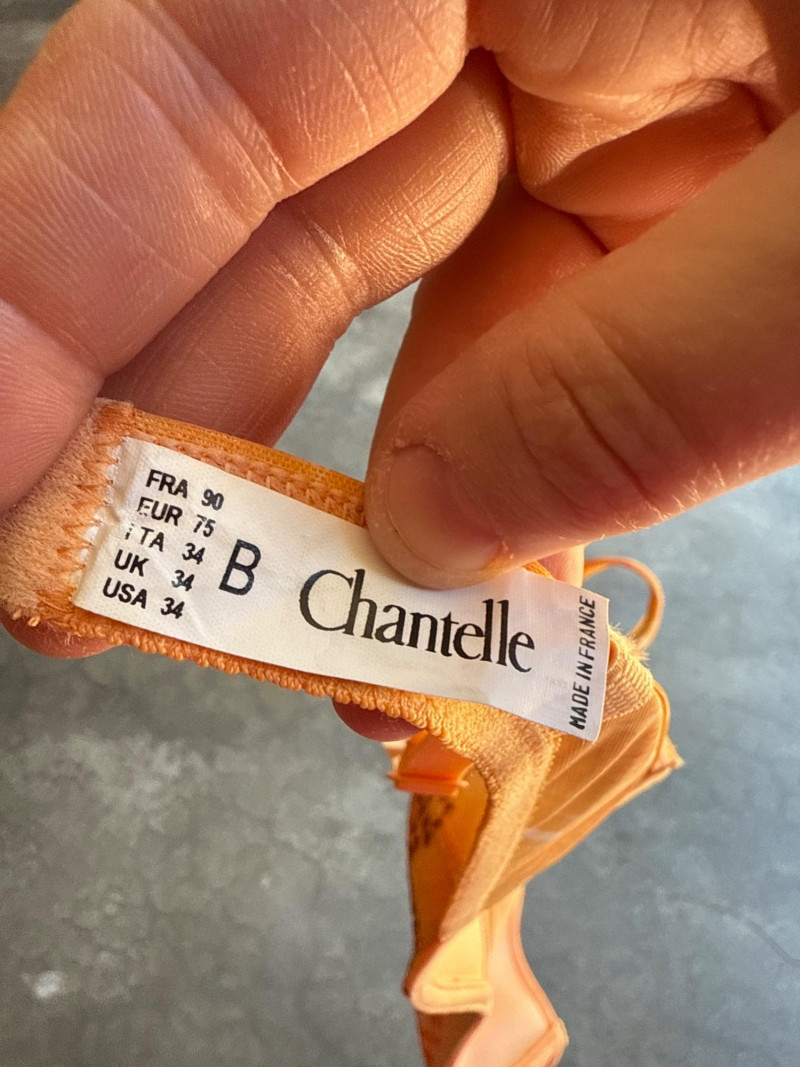 FRA 90
EUR 75
ITA 34
UK 34
USA 34
B
Chantelle
MADE IN FRANCE